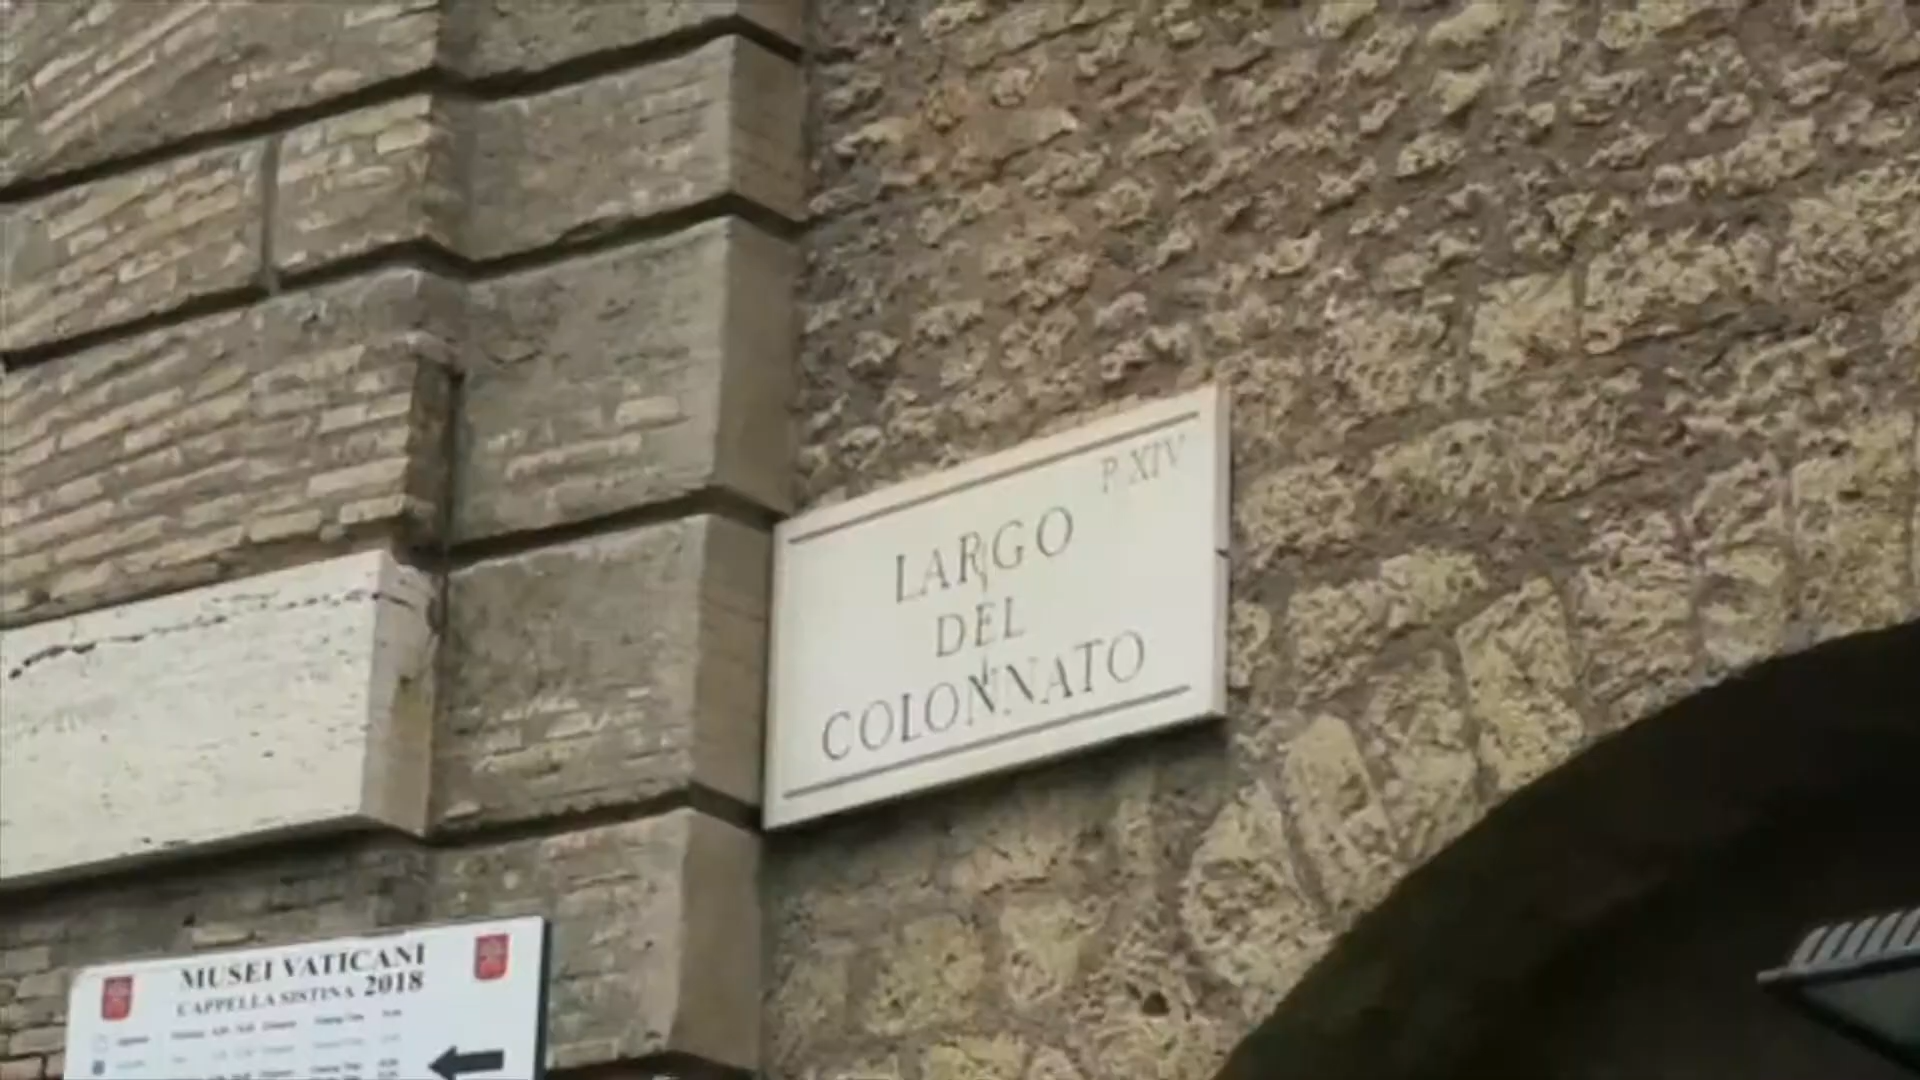 P. XIV
LARGO
DEL
COLONNATO
MUSEI VATICANI
CAPPELLA SISTINA 2018